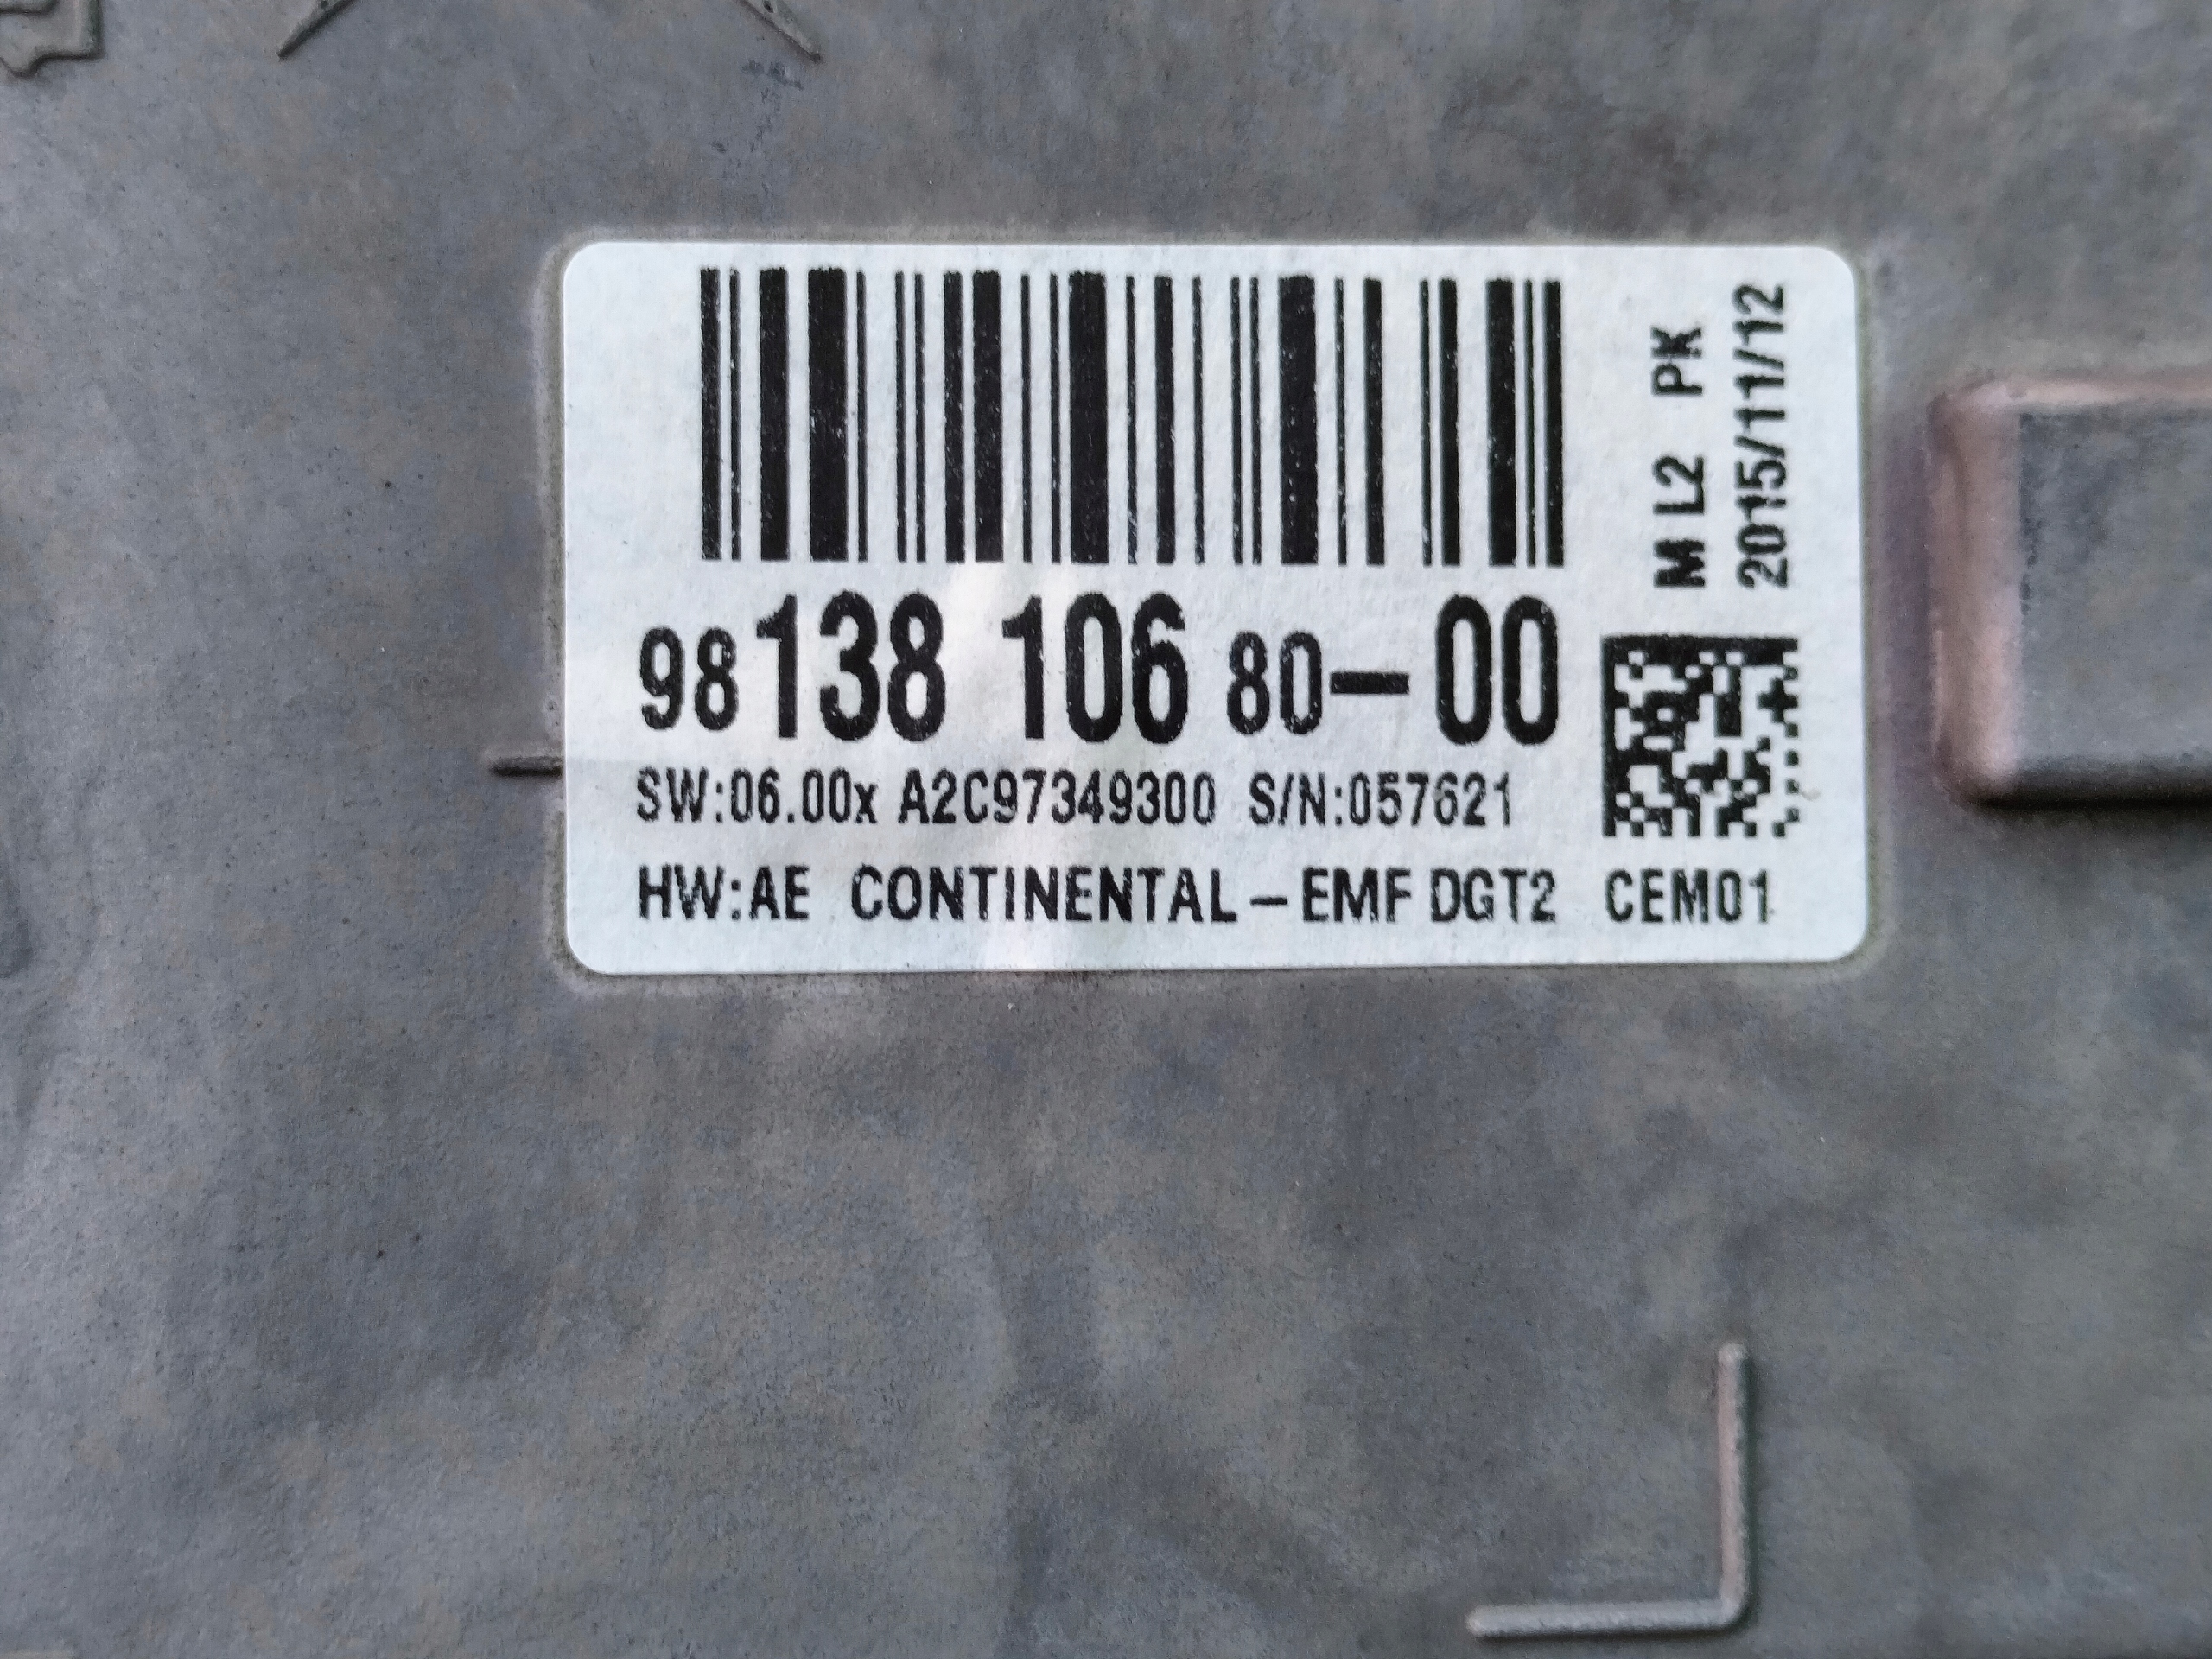 98 138 106 80-00
SW:06.00x A2C97349300 S/N:057621
HW:AE CONTINENTAL-EMF DGT2 CEM01
M L2 PK
2015/11/12